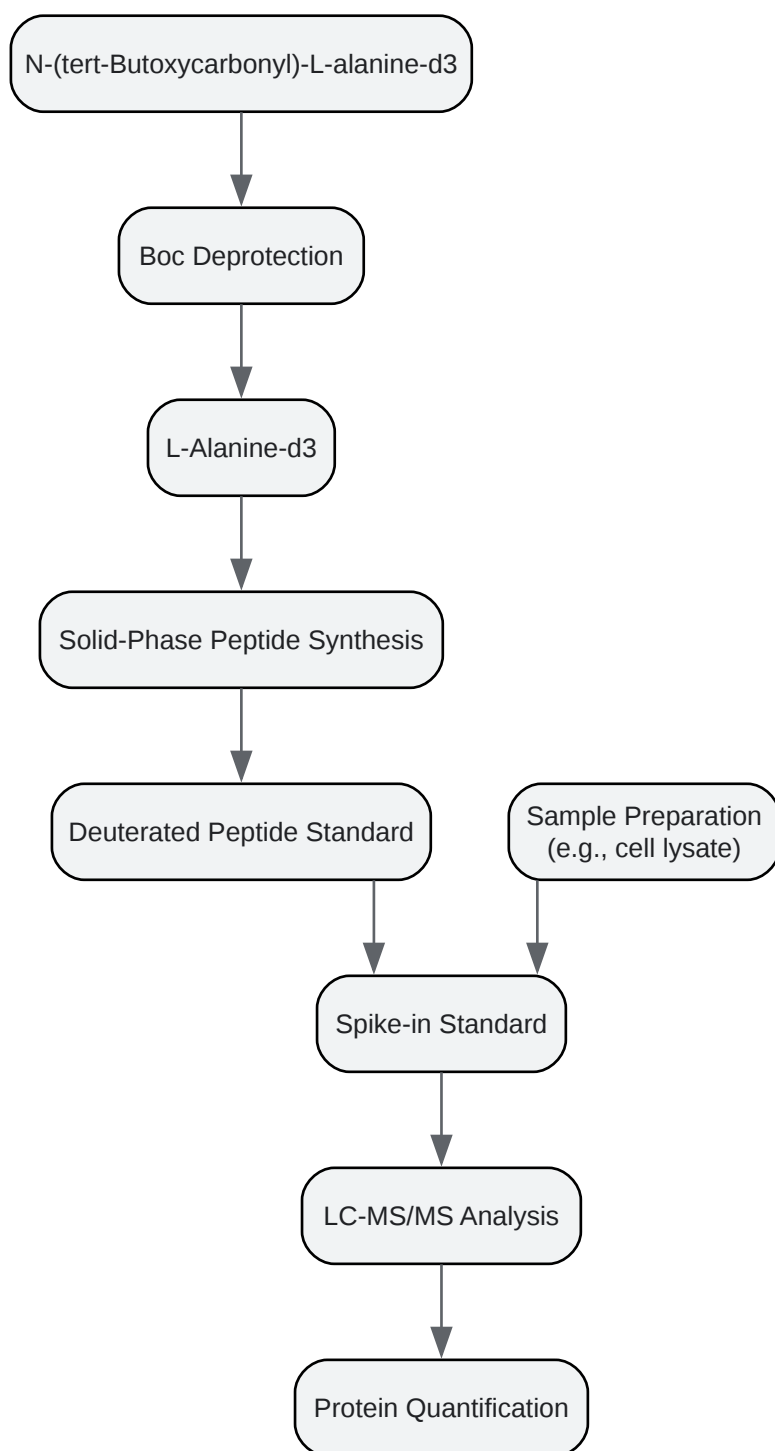 N-(tert-Butoxycarbonyl)-L-alanine-d3
Boc Deprotection
L-Alanine-d3
Solid-Phase Peptide Synthesis
Deuterated Peptide Standard
Sample Preparation
(e.g., cell lysate)
Spike-in Standard
LC-MS/MS Analysis
Protein Quantification